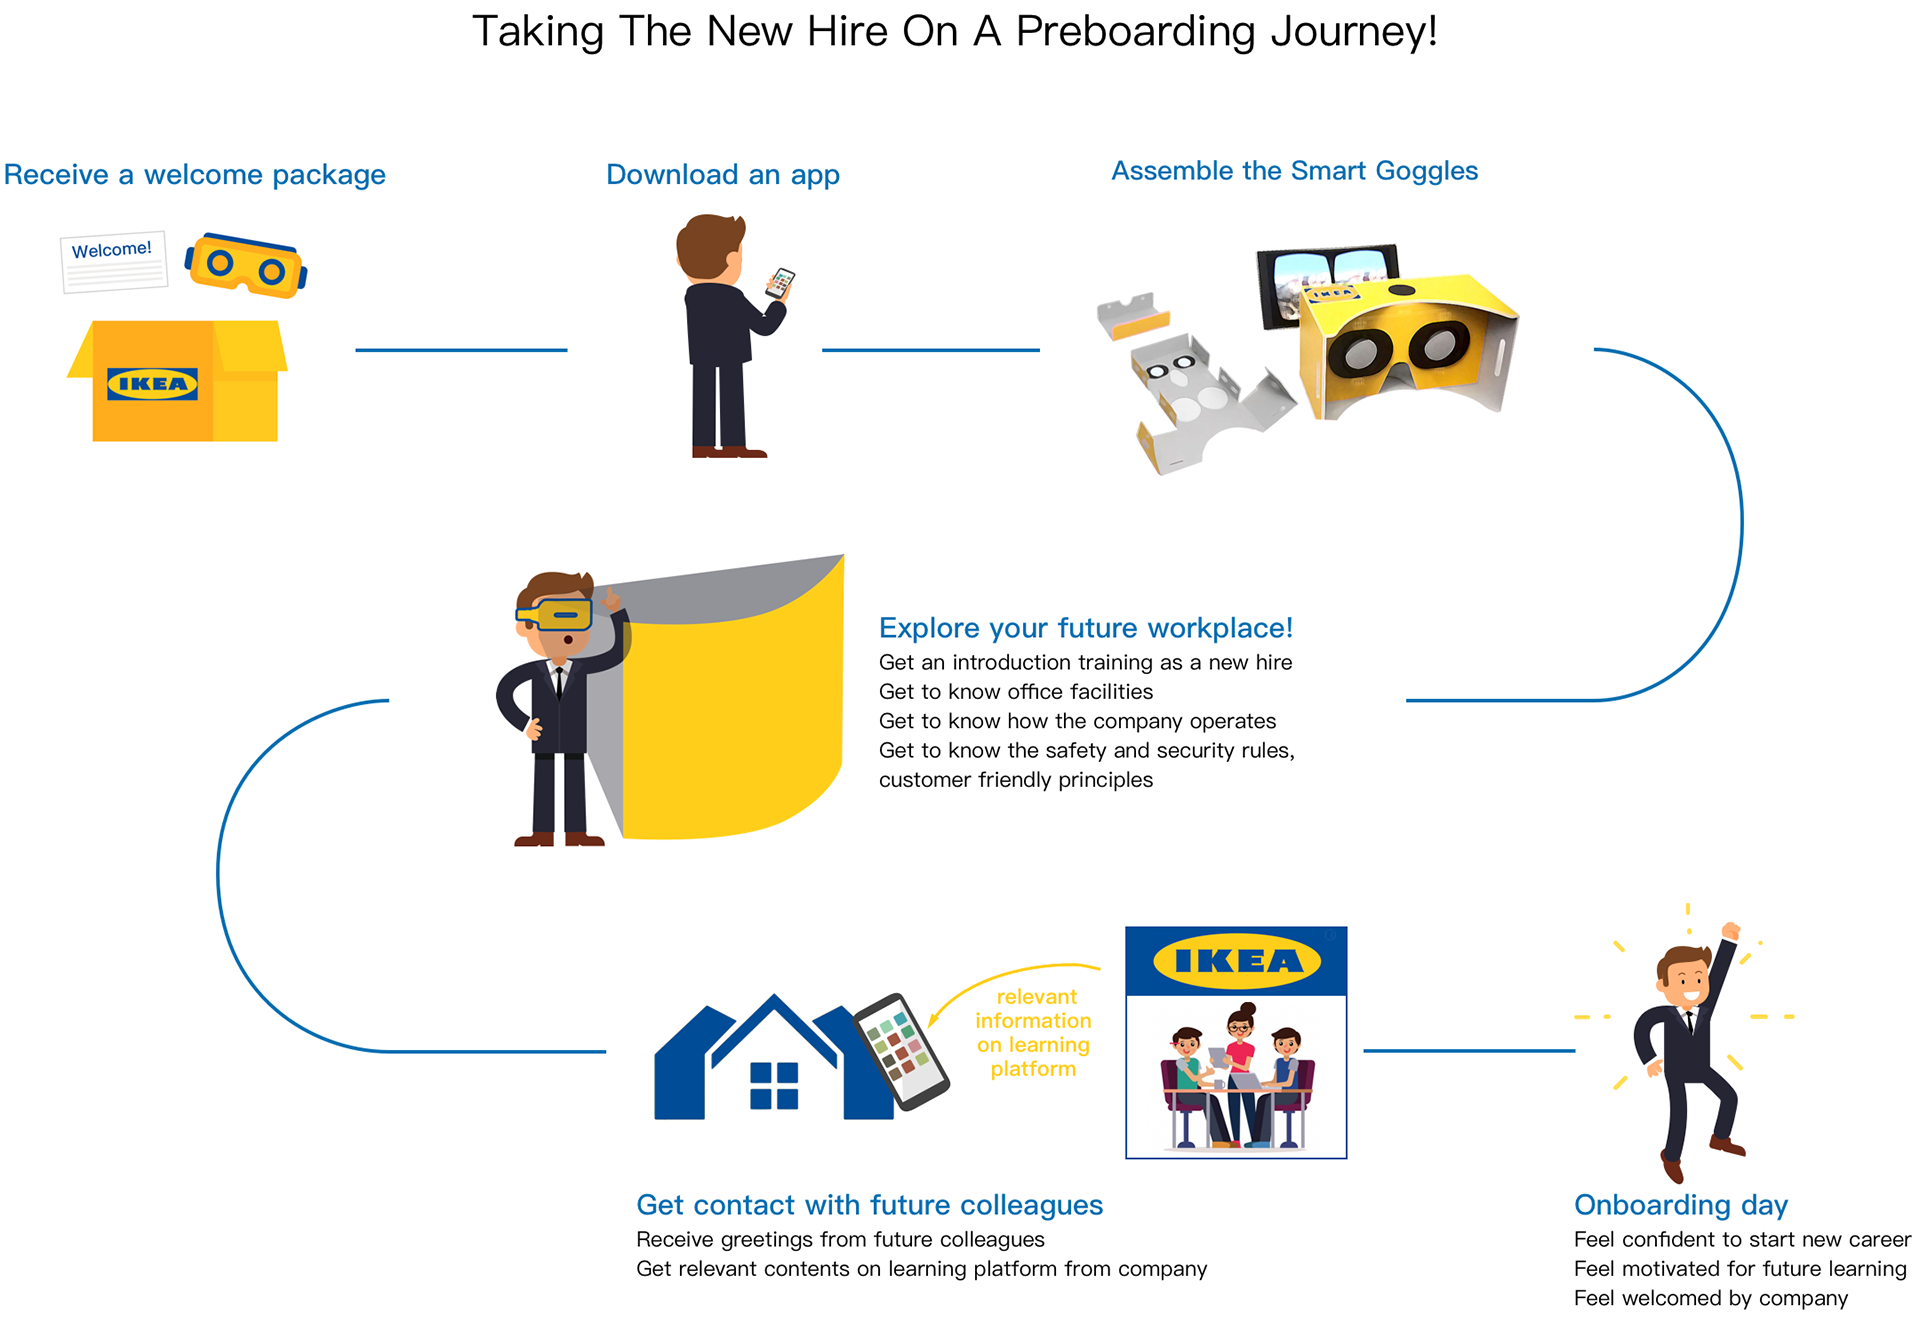 Taking The New Hire On A Preboarding Journey!
Receive a welcome package
Welcome!
IKEA
Download an app
Assemble the Smart Goggles
IKEA
Explore your future workplace!
Get an introduction training as a new hire
Get to know office facilities
Get to know how the company operates
Get to know the safety and security rules,
customer friendly principles
relevant
information
on learning
platform
IKEA
Get contact with future colleagues
Receive greetings from future colleagues
Get relevant contents on learning platform from company
Onboarding day
Feel confident to start new career
Feel motivated for future learning
Feel welcomed by company